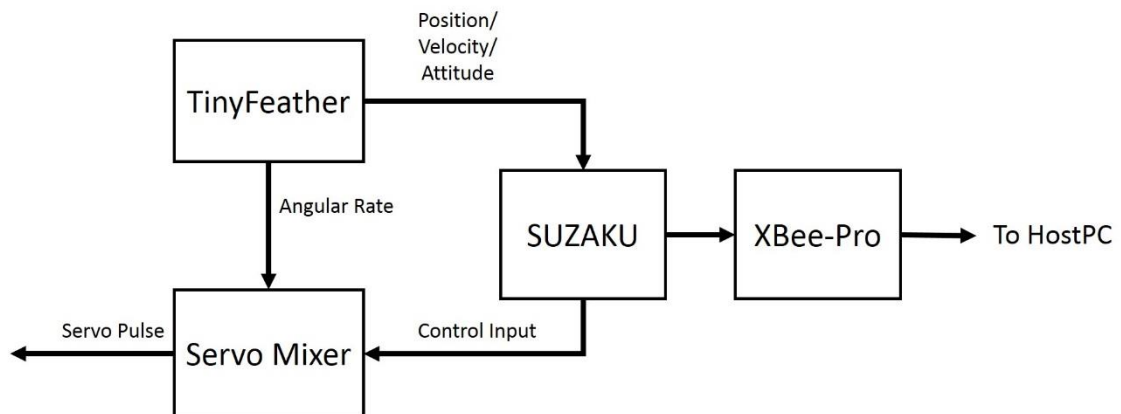 Position/
Velocity/
Attitude
TinyFeather
Angular Rate
SUZAKU
XBee-Pro
To HostPC
Servo Pulse
Servo Mixer
Control Input